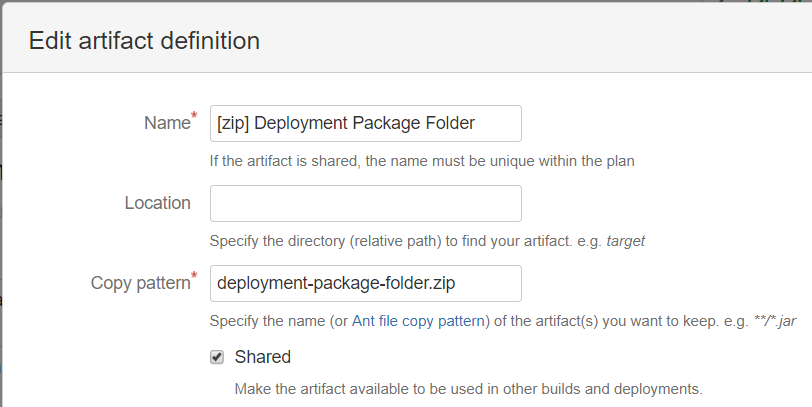 Edit artifact definition
Name*
[zip] Deployment Package Folder
If the artifact is shared, the name must be unique within the plan
Location
Specify the directory (relative path) to find your artifact. e.g. target
Copy pattern*
deployment-package-folder.zip
Specify the name (or Ant file copy pattern) of the artifact(s) you want to keep. e.g. **/*.jar
Shared
Make the artifact available to be used in other builds and deployments.